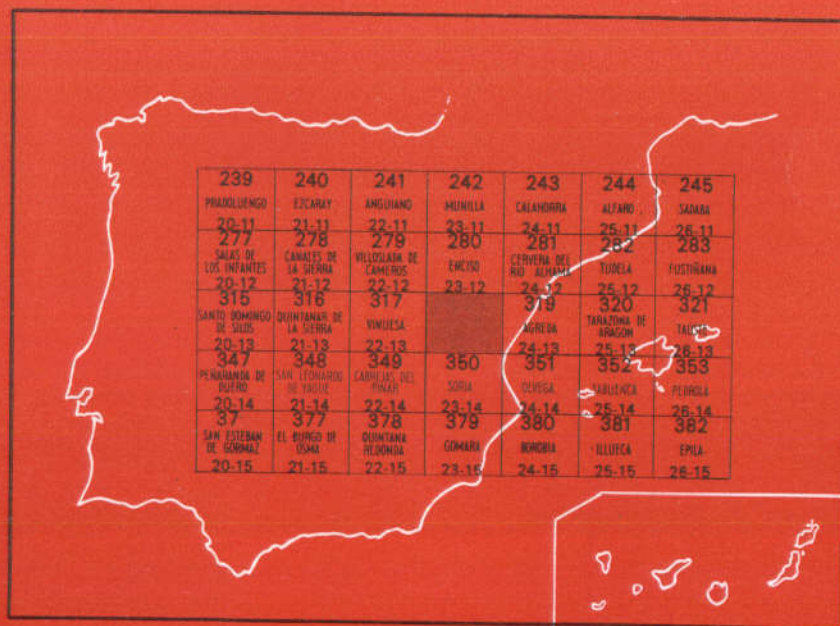 239 240 241 242 243 244 245
PRADOLUENGO EZCARAY ANGUIANO MUNILLA CALAHORRA ALFARO SADABA
20-11 21-11 22-11 23-11 24-11 25-11 26-11
277 278 279 280 281 282 283
SALAS DE LOS INFANTES CANALES DE LA SIERRA VILLOSLADA DE CAMEROS ENCISO CERVERA DEL RIO ALHAMA TUDELA FUSTIÑANA
20-12 21-12 22-12 23-12 24-12 25-12 26-12
315 316 317 319 320 321
SANTO DOMINGO DE SILOS QUINTANAR DE LA SIERRA VINUESA AGREDA TARAZONA DE ARAGON TAUSTE
20-13 21-13 22-13 24-13 25-13 26-13
347 348 349 350 351 352 353
PEÑARANDA DE DUERO SAN LEONARDO DE YAGÜE CABREJAS DEL PINAR SORIA OLVEGA TABUENCA PEDROLA
20-14 21-14 22-14 23-14 24-14 25-14 26-14
37 377 378 379 380 381 382
SAN ESTEBAN DE GORMAZ EL BURGO DE OSMA QUINTANA REDONDA GOMARA BOROBIA ILLUECA EPILA
20-15 21-15 22-15 23-15 24-15 25-15 26-15